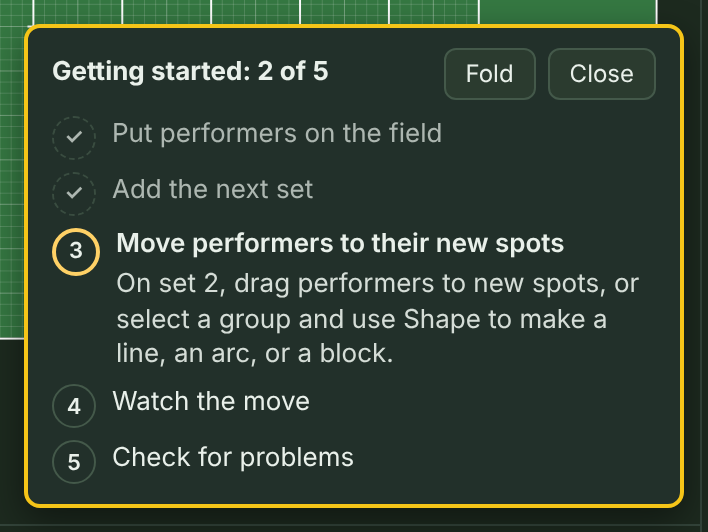 Getting started: 2 of 5
Fold
Close
Put performers on the field
Add the next set
3
Move performers to their new spots
On set 2, drag performers to new spots, or
select a group and use Shape to make a
line, an arc, or a block.
4
Watch the move
5
Check for problems